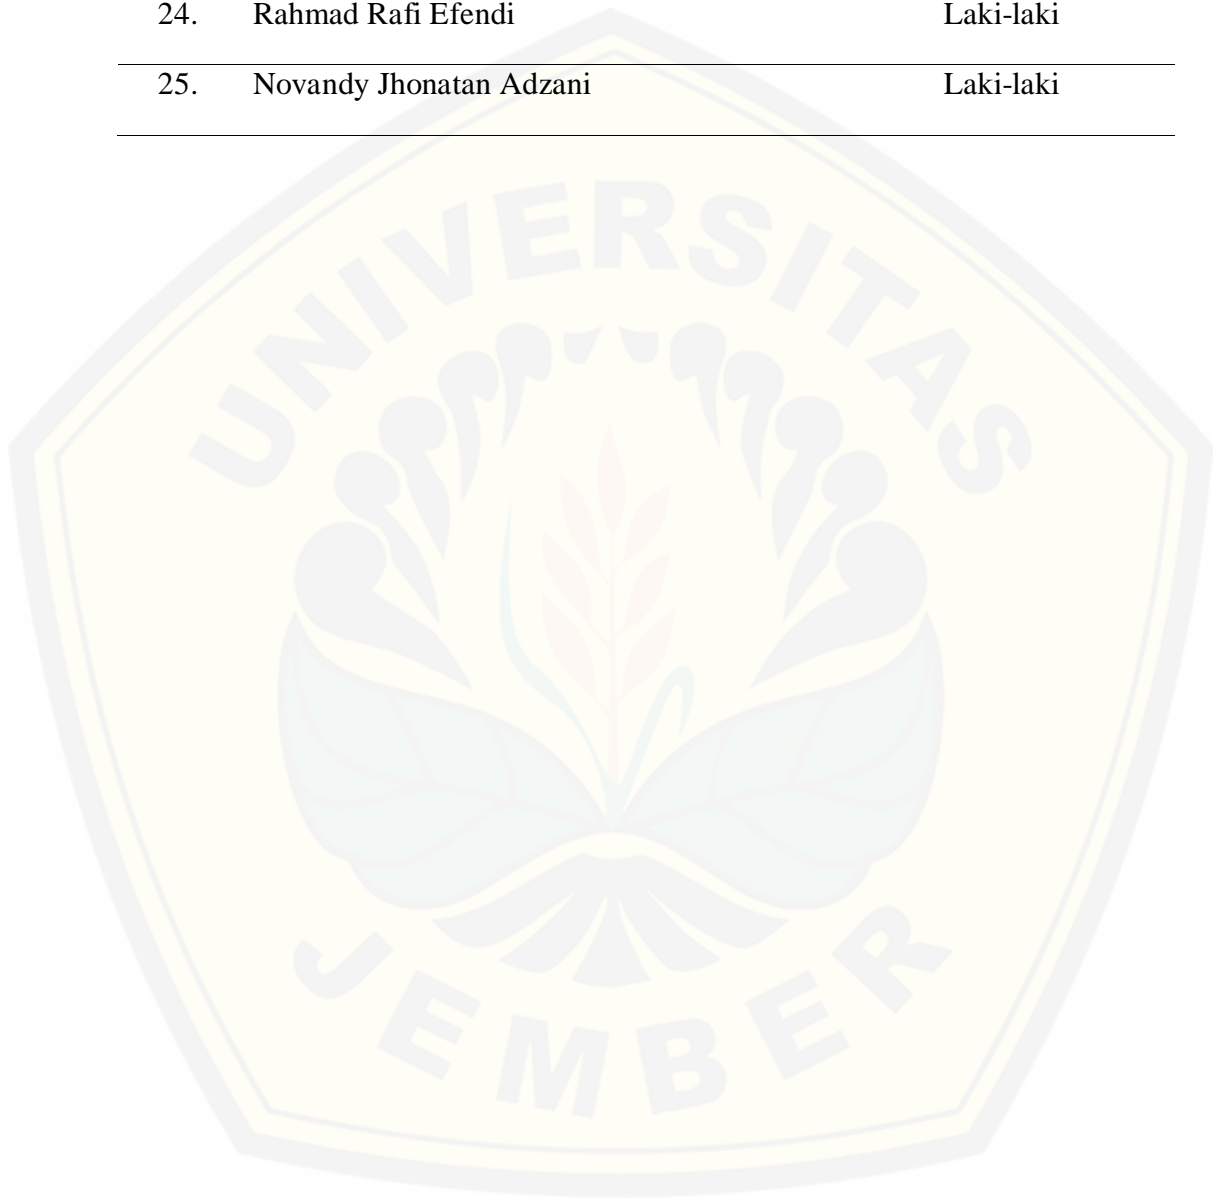 24. Rahmad Rafi Efendi Laki-laki
25. Novandy Jhonatan Adzani Laki-laki
UNIVERSITAS
JEMBER